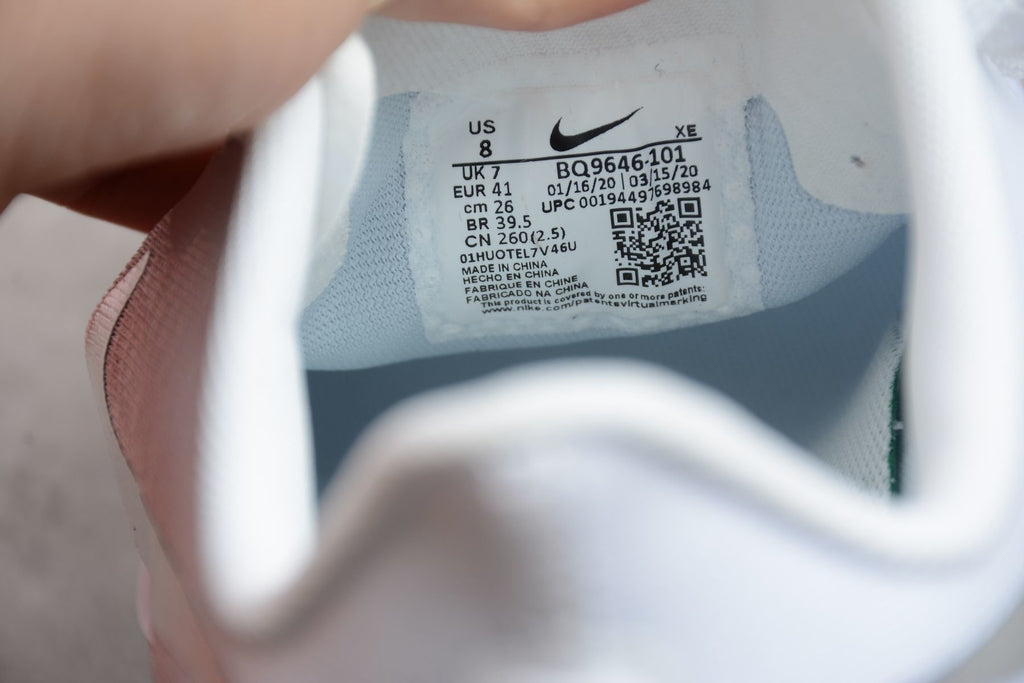 US
8
XE
UK 7
BQ9646-101
EUR 41
01/16/20 | 03/15/20
cm 26
UPC 00194497698984
BR 39.5
CN 260(2.5)
01HUOTEL7V46U
MADE IN CHINA
HECHO EN CHINA
FABRIQUE EN CHINE
FABRICADO NA CHINA
This product is covered by one or more patents:
www.nike.com/patentsvirtualmarking